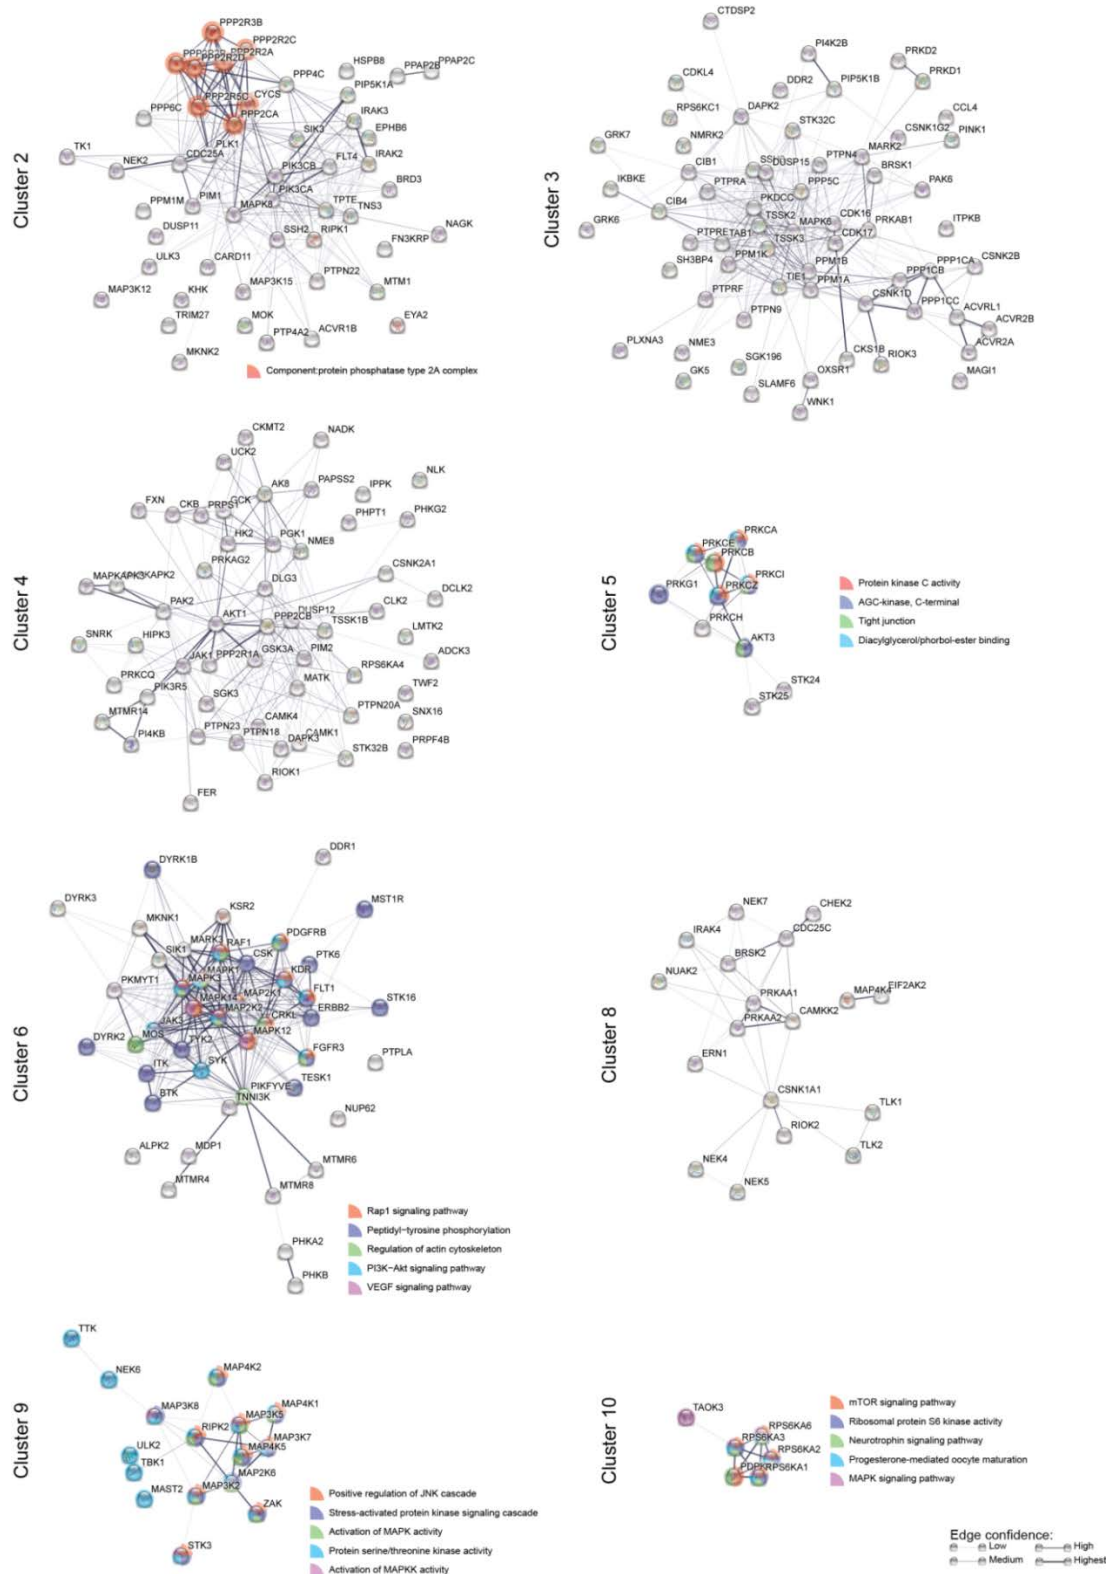 Cluster 2
PPP2R3B
PPP2R2C
PPP2R2A
PPP2R2D
PPP2R5C
CYCS
PPP2CA
PPP4C
HSPB8
PPAP2B
PPAP2C
PIP5K1A
PPP6C
IRAK3
SIK3
EPHB6
PLK1
TK1
NEK2
CDC25A
PIK3CB
FLT4
IRAK2
BRD3
PIK3CA
PPM1M
PIM1
MAPK8
TPTE
TNS3
DUSP11
SSH2
RIPK1
NAGK
FN3KRP
ULK3
CARD11
PTPN22
MAP3K12
KHK
MAP3K15
MTM1
TRIM27
MOK
PTP4A2
ACVR1B
EYA2
MKNK2
Component:protein phosphatase type 2A complex
Cluster 3
CTDSP2
PI4K2B
PRKD2
CDKL4
DDR2
PIP5K1B
PRKD1
RPS6KC1
DAPK2
CCL4
STK32C
CSNK1G2
PINK1
GRK7
NMRK2
PTPN4
MARK2
CIB1
DUSP15
BRSK1
IKBKE
PTPRA
PPP5C
PAK6
CIB4
PKDCC
TSSK2
MAPK6
CDK16
PRKAB1
GRK6
PTPRE
TAB1
TSSK3
CDK17
ITPKB
SH3BP4
PPM1K
PPM1B
PPP1CA
CSNK2B
TIE1
PPM1A
PPP1CB
PTPRF
CSNK1D
PPP1CC
ACVRL1
PTPN9
ACVR2B
PLXNA3
NME3
CKS1B
RIOK3
ACVR2A
GK5
SGK196
OXSR1
MAGI1
SLAMF6
WNK1
Cluster 4
CKMT2
NADK
UCK2
NLK
AK8
PAPSS2
IPPK
FXN
CKB
PRPS1
GCK
PHPT1
PHKG2
HK2
PGK1
NME8
PRKAG2
CSNK2A1
MAPKAPK3
MAPKAPK2
DLG3
DCLK2
PAK2
CLK2
AKT1
DUSP12
PPP2CB
TSSK1B
SNRK
HIPK3
LMTK2
JAK1
PPP2R1A
GSK3A
PIM2
ADCK3
PRKCQ
RPS6KA4
PIK3R5
SGK3
MATK
TWF2
MTMR14
PTPN20A
CAMK4
SNX16
PI4KB
PTPN23
PTPN18
DAPK3
CAMK1
PRPF4B
STK32B
RIOK1
FER
Cluster 5
PRKCA
PRKCE
PRKCB
PRKCI
PRKG1
PRKCZ
PRKCH
AKT3
STK24
STK25
Protein kinase C activity
AGC-kinase, C-terminal
Tight junction
Diacylglycerol/phorbol-ester binding
Cluster 6
DYRK1B
DDR1
DYRK3
KSR2
MST1R
MKNK1
MARK3
RAF1
PDGFRB
SIK1
CSK
PTK6
PKMYT1
MAPK3
MAPK1
KDR
MAPK14
MAP2K1
FLT1
MAP2K2
ERBB2
STK16
JAK3
CRKL
DYRK2
MOS
TYK2
MAPK12
SYK
FGFR3
PTPLA
ITK
BTK
PIKFYVE
TESK1
TNNI3K
NUP62
ALPK2
MDP1
MTMR6
MTMR4
MTMR8
PHKA2
PHKB
Rap1 signaling pathway
Peptidyl-tyrosine phosphorylation
Regulation of actin cytoskeleton
PI3K-Akt signaling pathway
VEGF signaling pathway
Cluster 8
NEK7
CHEK2
IRAK4
CDC25C
BRSK2
NUAK2
PRKAA1
MAP4K4
EIF2AK2
PRKAA2
CAMKK2
ERN1
CSNK1A1
TLK1
RIOK2
TLK2
NEK4
NEK5
Cluster 9
TTK
NEK6
MAP4K2
MAP3K8
MAP4K1
RIPK2
MAP3K5
MAP3K7
ULK2
MAP4K5
TBK1
MAP2K6
MAST2
MAP3K2
ZAK
STK3
Positive regulation of JNK cascade
Stress-activated protein kinase signaling cascade
Activation of MAPK activity
Protein serine/threonine kinase activity
Activation of MAPKK activity
Cluster 10
TAOK3
RPS6KA6
RPS6KA3
RPS6KA2
RPS6KA1
mTOR signaling pathway
Ribosomal protein S6 kinase activity
Neurotrophin signaling pathway
Progesterone-mediated oocyte maturation
MAPK signaling pathway
Edge confidence:
Low
High
Medium
Highest